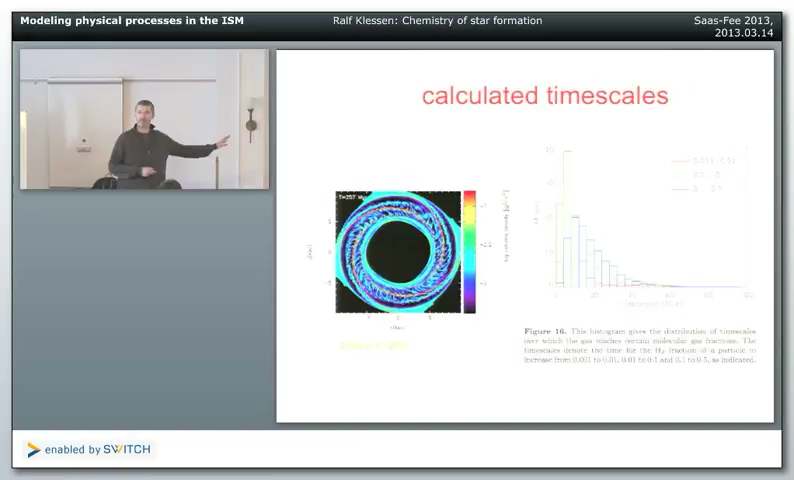 Modeling physical processes in the ISM
Ralf Klessen: Chemistry of star formation
Saas-Fee 2013,
2013.03.14
calculated timescales
Figure 16. This histogram gives the distribution of timescales
over which the gas reaches certain molecular gas fractions. The
timescales denote the time for the H2 fraction of a particle to
increase from 0.001 to 0.01, 0.01 to 0.1 and 0.1 to 0.5, as indicated.
enabled by SWITCH